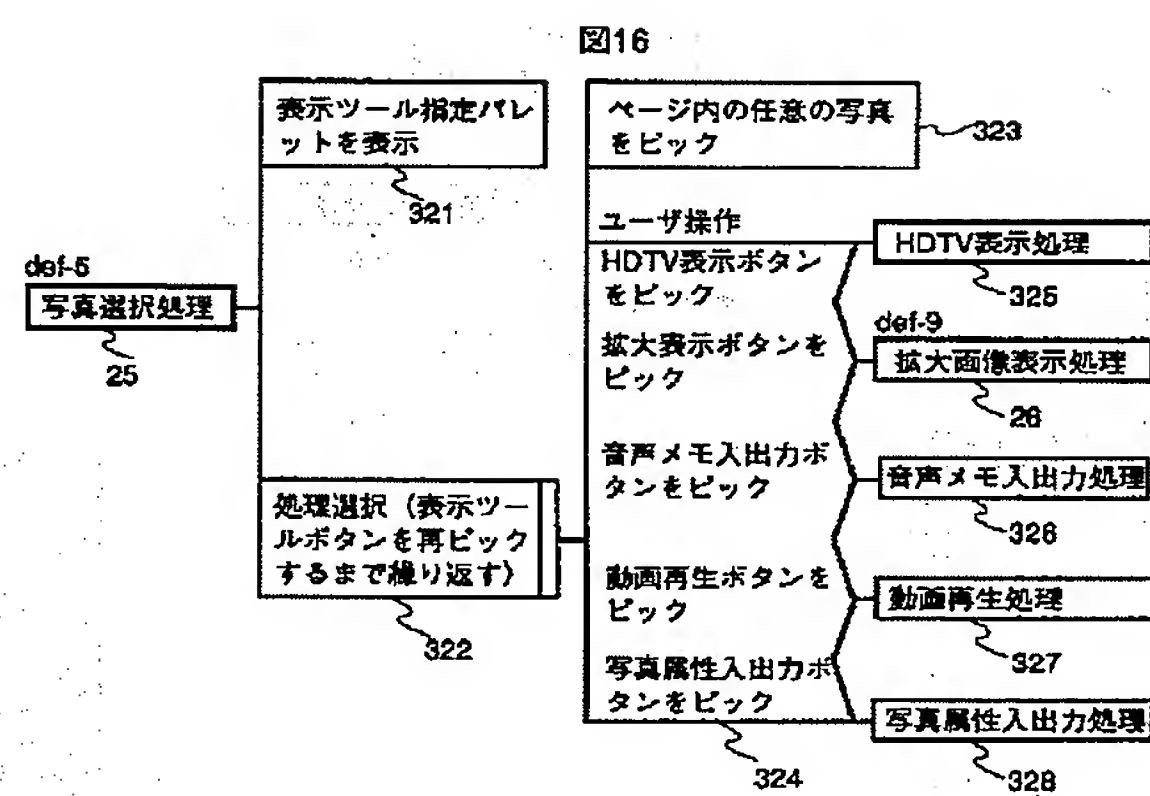 図16
表示ツール指定パレ
ットを表示
321
ページ内の任意の写真
をピック
323
def-5
写真選択処理
25
処理選択(表示ツー
ルボタンを再ピック
するまで繰り返す)
322
ユーザ操作
HDTV表示ボタン
をピック
拡大表示ボタンを
ピック
音声メモ入出力ボ
タンをピック
動画再生ボタンを
ピック
写真属性入出力ボ
タンをピック
324
HDTV表示処理
325
def-9
拡大画像表示処理
26
音声メモ入出力処理
326
動画再生処理
327
写真属性入出力処理
328